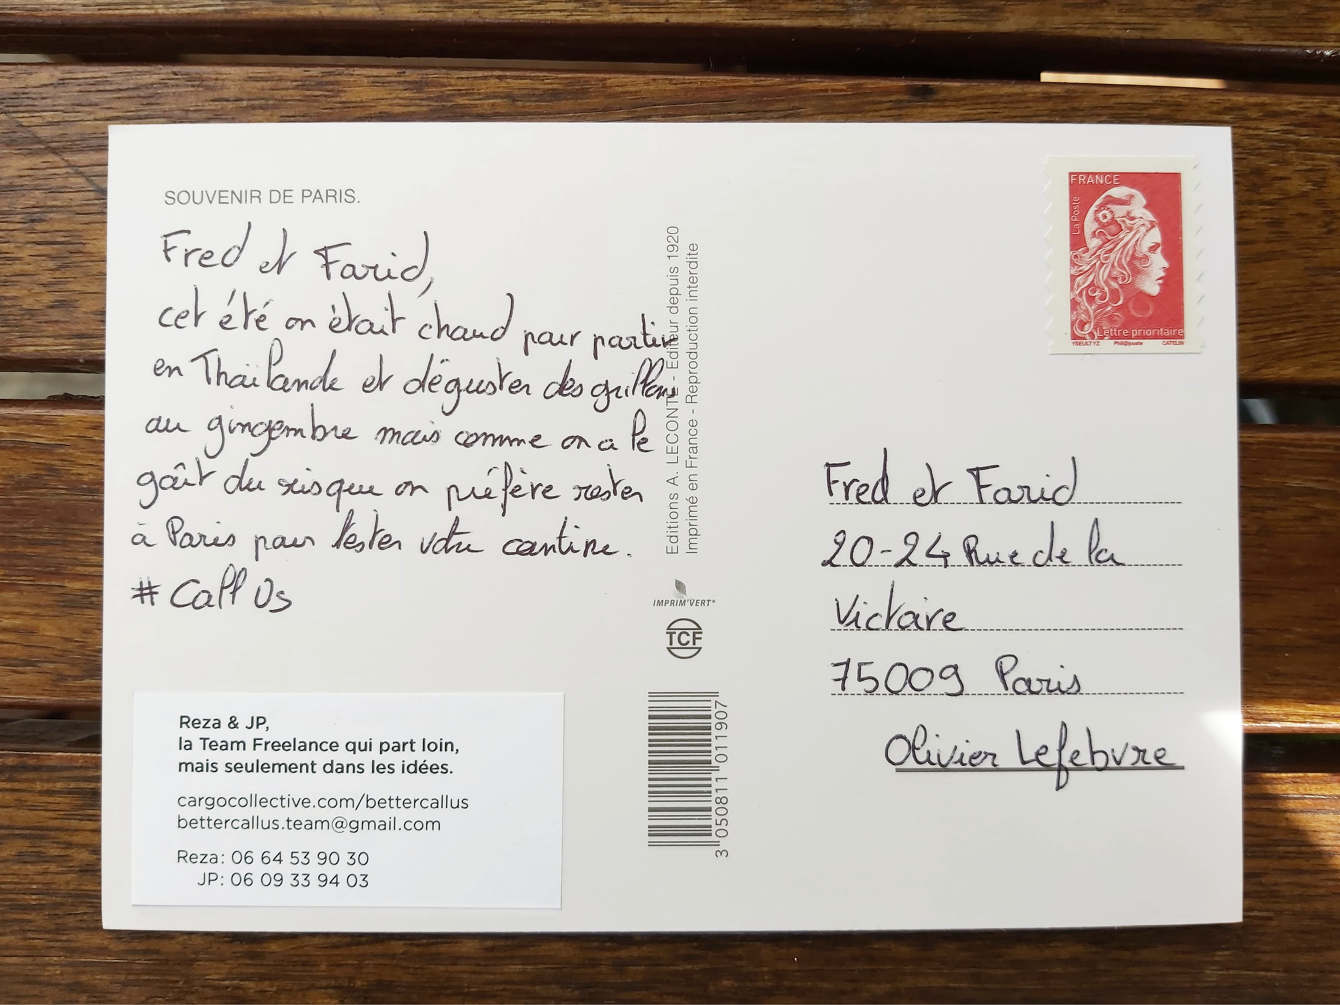 SOUVENIR DE PARIS.
Fred et Farid,
cet été on était chaud pour partir
en Thaïlande et déguster des grillons
au gingembre mais comme on a le
goût du risque on préfère rester
à Paris pour tester votre cantine.
# Call Us
Reza & JP,
la Team Freelance qui part loin,
mais seulement dans les idées.
cargocollective.com/bettercallus
bettercallus.team@gmail.com
Reza: 06 64 53 90 30
JP: 06 09 33 94 03
Editions A. LECONTE - Editeur depuis 1920
Imprimé en France - Reproduction interdite
IMPRIM'VERT®
TCF
3 050811 011907
FRANCE
La Poste
Lettre prioritaire
YSEULT YZ Phil@poste CATELIN
Fred et Farid
20-24 Rue de la
Victoire
75009 Paris
Olivier Lefebvre